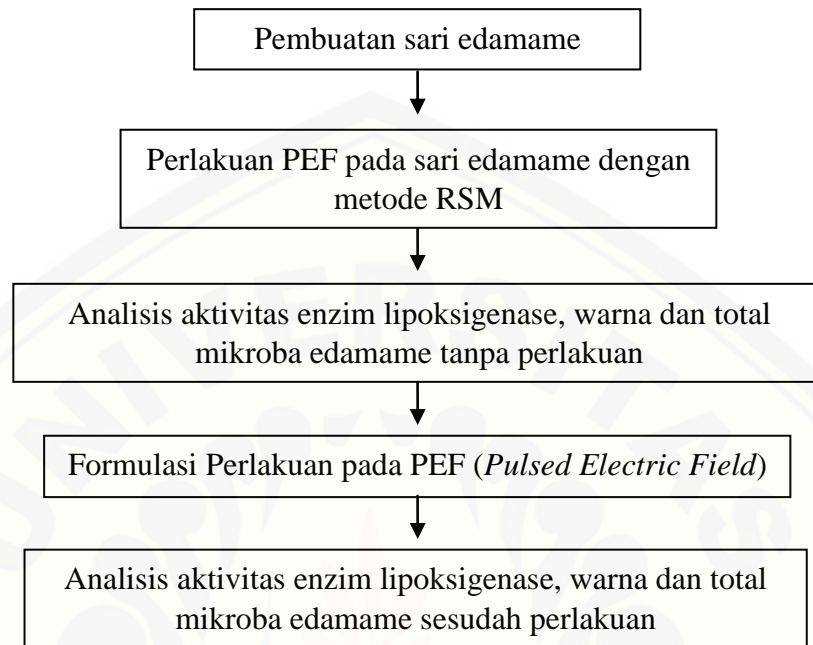 Pembuatan sari edamame
Perlakuan PEF pada sari edamame dengan
metode RSM
Analisis aktivitas enzim lipoksigenase, warna dan total
mikroba edamame tanpa perlakuan
Formulasi Perlakuan pada PEF (Pulsed Electric Field)
Analisis aktivitas enzim lipoksigenase, warna dan total
mikroba edamame sesudah perlakuan
UNIVERSITAS